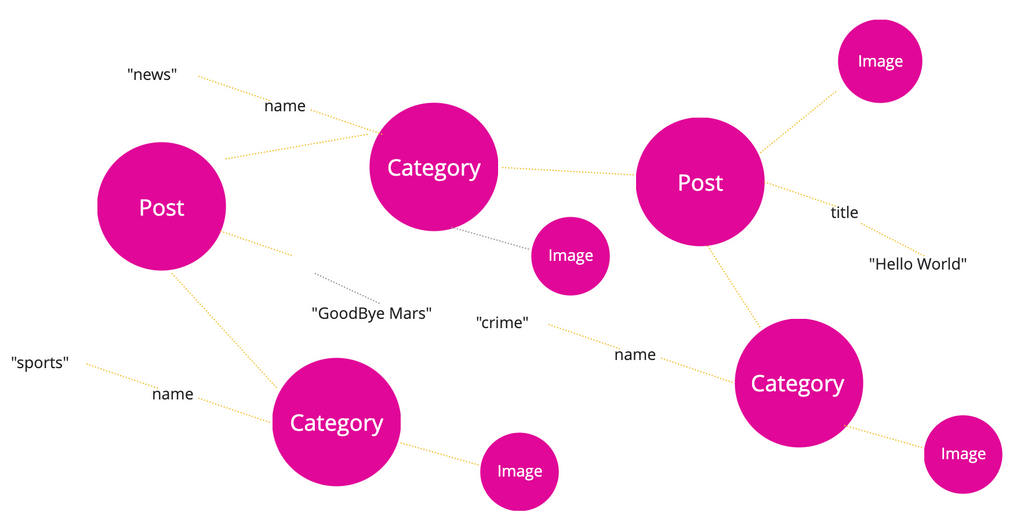 Image
"news"
name
Category
Post
Post
title
Image
"Hello World"
"GoodBye Mars"
"crime"
name
"sports"
Category
name
Category
Image
Image